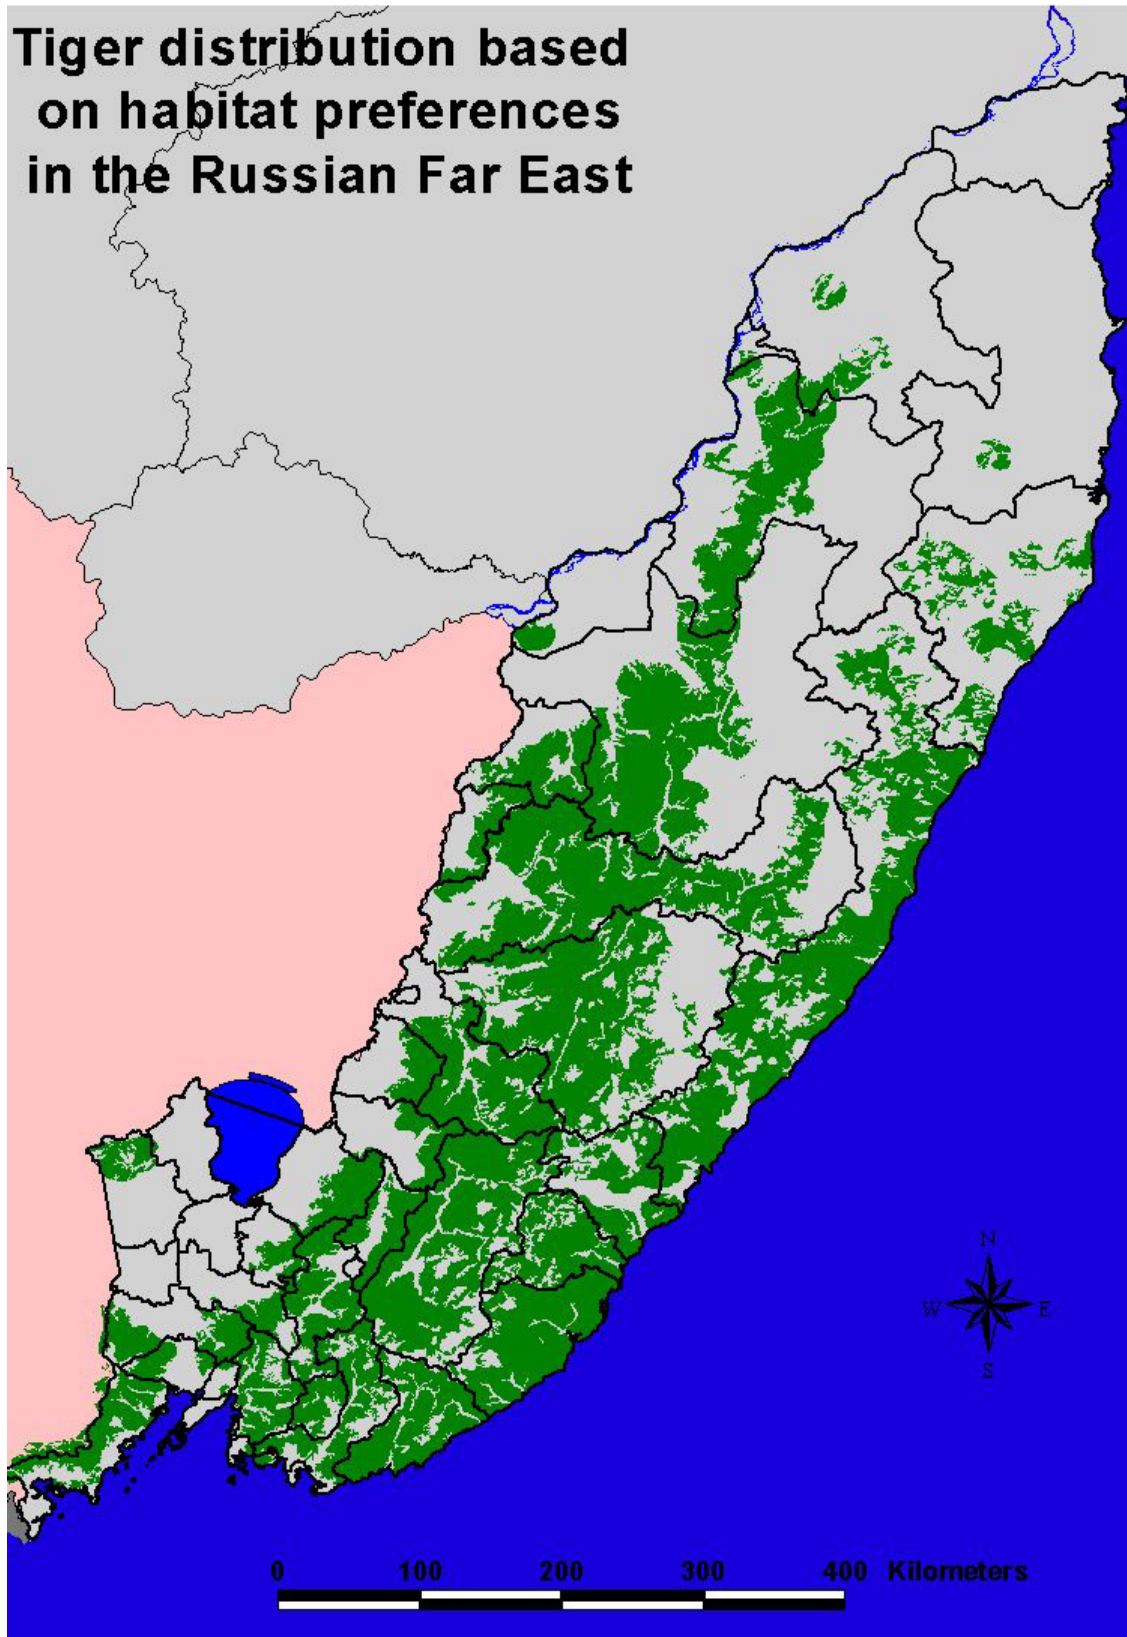 Tiger distribution based
on habitat preferences
in the Russian Far East
N
W E
S
0 100 200 300 400 Kilometers